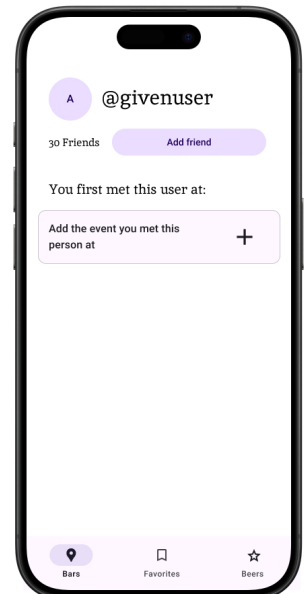 A
@givenuser
30 Friends
Add friend
You first met this user at:
Add the event you met this
person at
Bars
Favorites
Beers